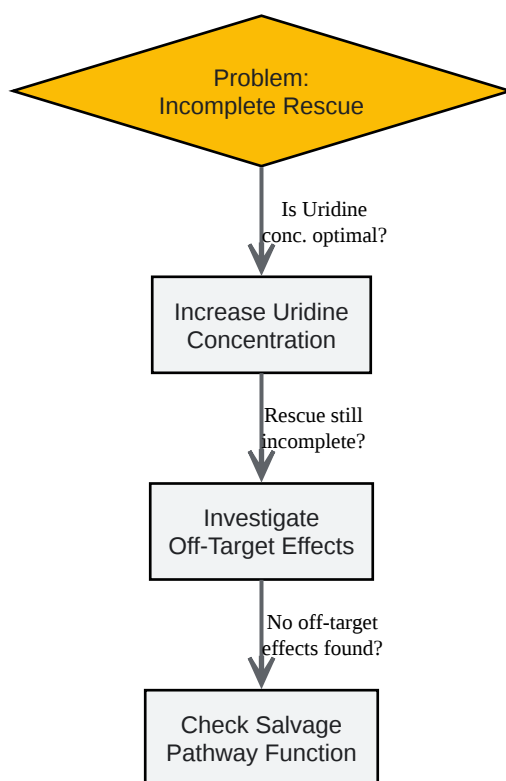 Problem:
Incomplete Rescue
Is Uridine
conc. optimal?
Increase Uridine
Concentration
Rescue still
incomplete?
Investigate
Off-Target Effects
No off-target
effects found?
Check Salvage
Pathway Function